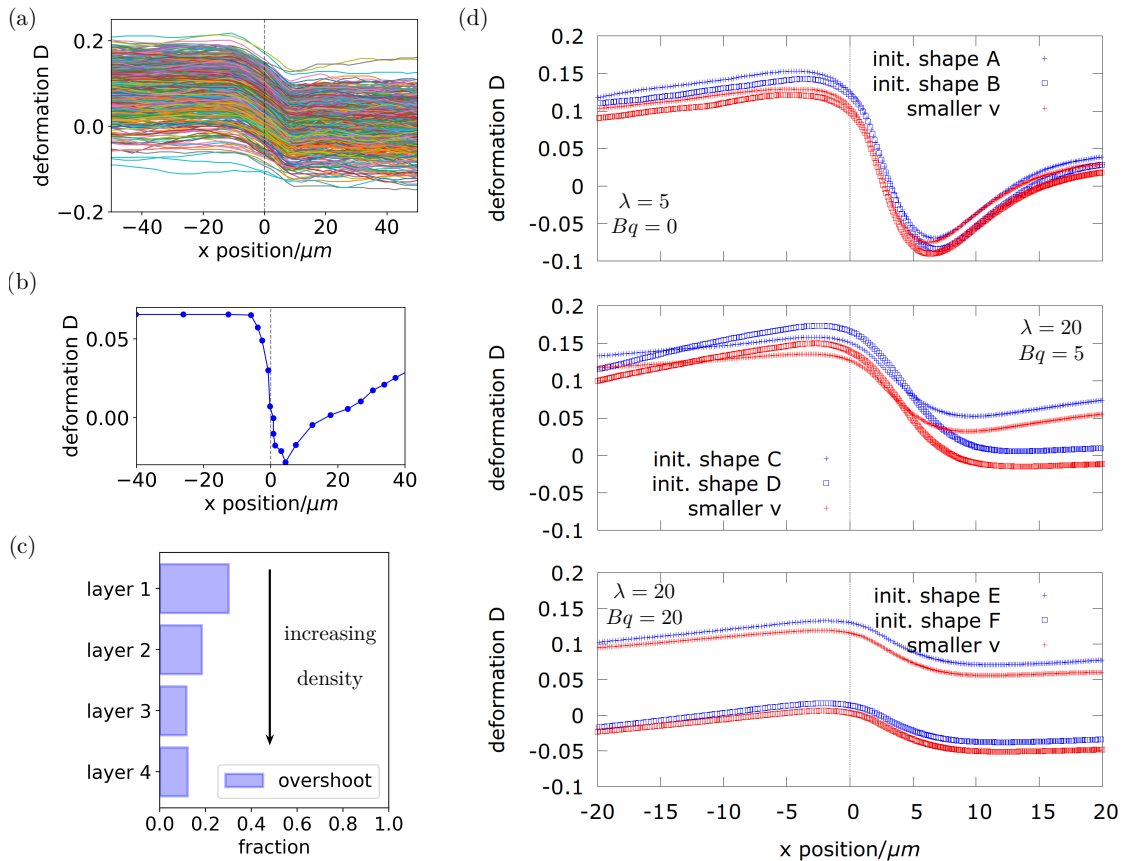 (a)
deformation D
0.2
0.0
−0.2
−40
−20
0
20
40
x position/μm
(b)
deformation D
0.05
0.00
−40
−20
0
20
40
x position/μm
(c)
layer 1
layer 2
layer 3
layer 4
increasing
density
overshoot
0.0
0.2
0.4
0.6
0.8
1.0
fraction
(d)
deformation D
0.2
0.15
0.1
0.05
0
-0.05
-0.1
init. shape A
init. shape B
smaller v
λ = 5
Bq = 0
deformation D
0.2
0.15
0.1
0.05
0
-0.05
-0.1
λ = 20
Bq = 5
init. shape C
init. shape D
smaller v
deformation D
0.2
0.15
0.1
0.05
0
-0.05
-0.1
λ = 20
Bq = 20
init. shape E
init. shape F
smaller v
-20
-15
-10
-5
0
5
10
15
20
x position/μm